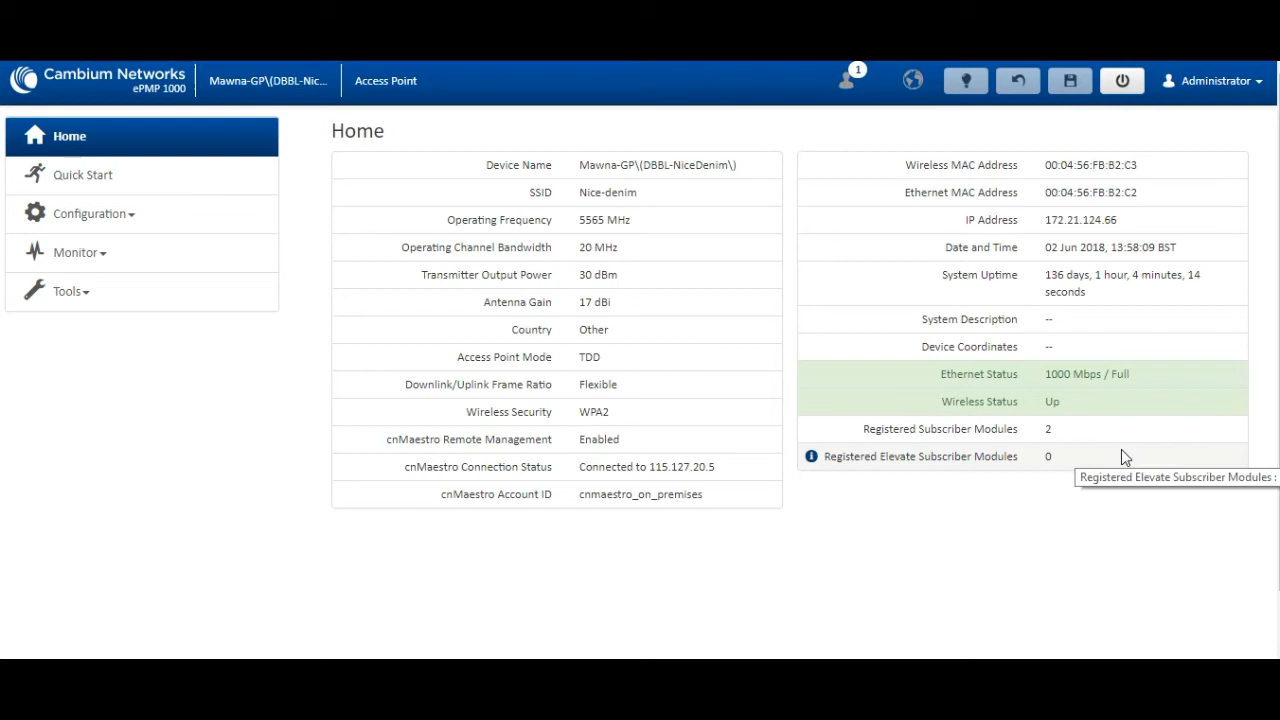 Cambium Networks
ePMP 1000
Mawna-GP\(DBBL-Nic...
Access Point
1
Administrator
Home
Quick Start
Configuration
Monitor
Tools
Home
Device Name Mawna-GP\(DBBL-NiceDenim\)
SSID Nice-denim
Operating Frequency 5565 MHz
Operating Channel Bandwidth 20 MHz
Transmitter Output Power 30 dBm
Antenna Gain 17 dBi
Country Other
Access Point Mode TDD
Downlink/Uplink Frame Ratio Flexible
Wireless Security WPA2
cnMaestro Remote Management Enabled
cnMaestro Connection Status Connected to 115.127.20.5
cnMaestro Account ID cnmaestro_on_premises
Wireless MAC Address 00:04:56:FB:B2:C3
Ethernet MAC Address 00:04:56:FB:B2:C2
IP Address 172.21.124.66
Date and Time 02 Jun 2018, 13:58:09 BST
System Uptime 136 days, 1 hour, 4 minutes, 14
seconds
System Description --
Device Coordinates --
Ethernet Status 1000 Mbps / Full
Wireless Status Up
Registered Subscriber Modules 2
Registered Elevate Subscriber Modules 0
Registered Elevate Subscriber Modules :